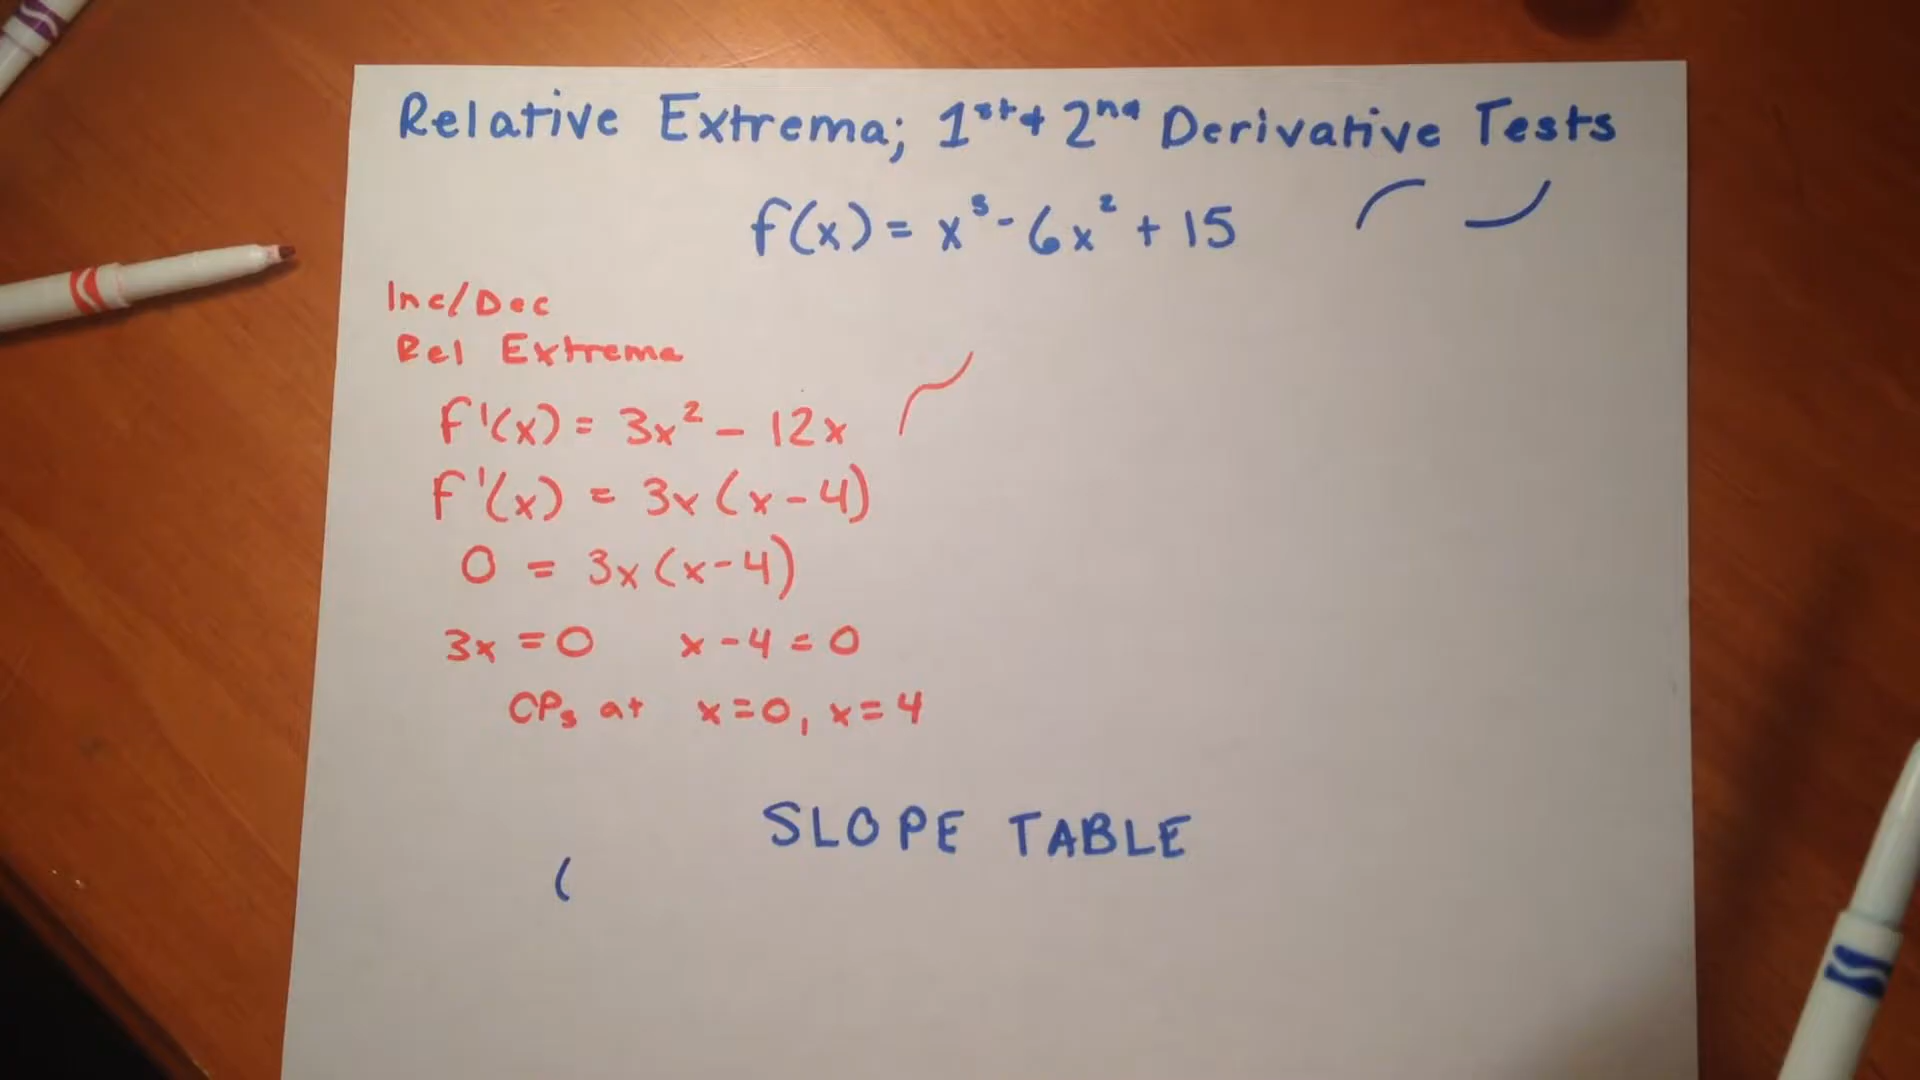 Relative Extrema; 1st + 2nd Derivative Tests
f(x) = x³ - 6x² + 15
Inc/Dec
Rel Extrema
f'(x) = 3x² - 12x
f'(x) = 3x(x-4)
0 = 3x(x-4)
3x = 0 x - 4 = 0
CPs at x=0, x=4
SLOPE TABLE
(